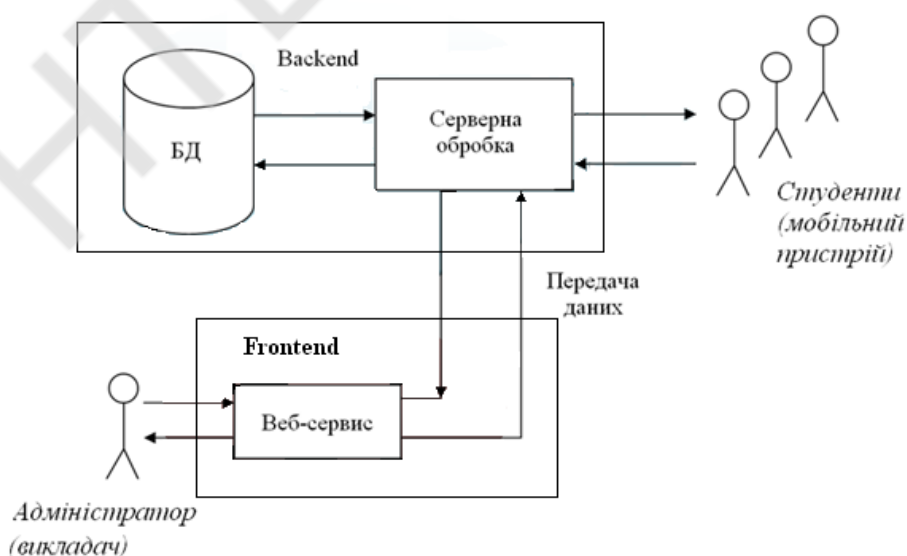 Backend
БД
Серверна
обробка
Студенти
(мобільний
пристрій)
Передача
даних
Frontend
Веб-сервис
Адміністратор
(викладач)